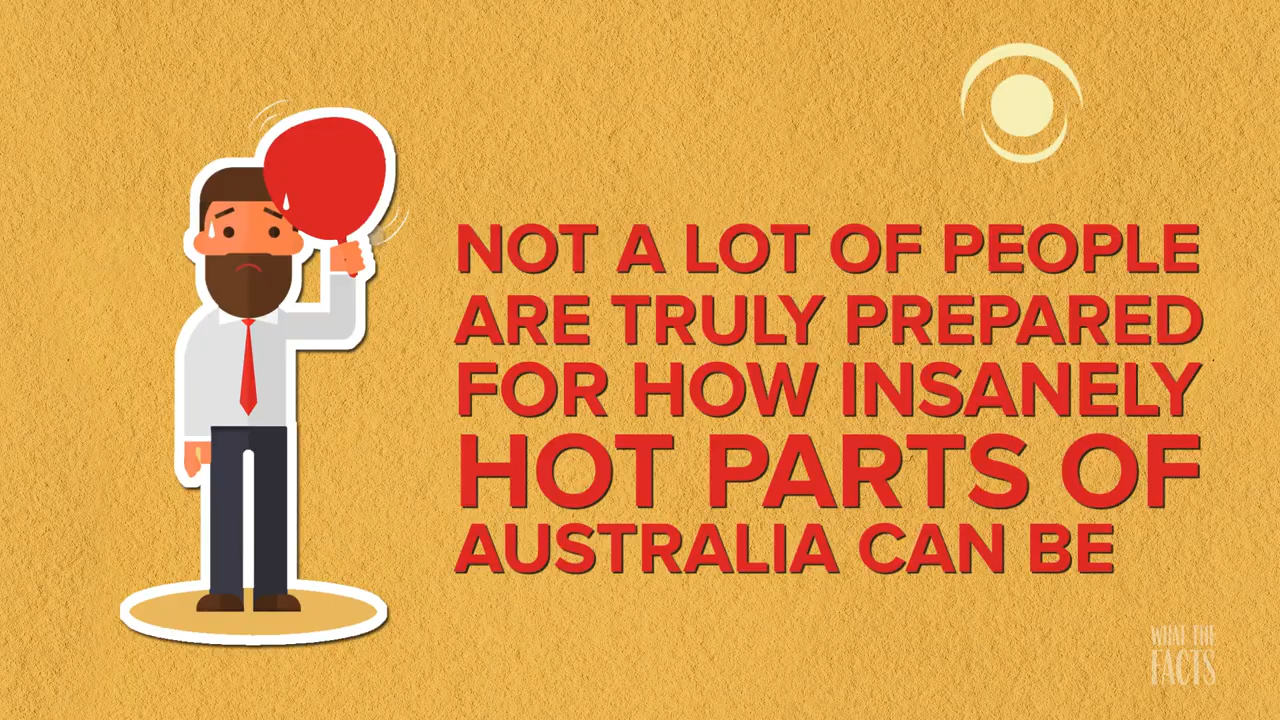 NOT A LOT OF PEOPLE
ARE TRULY PREPARED
FOR HOW INSANELY
HOT PARTS OF
AUSTRALIA CAN BE
WHAT THE
FACTS